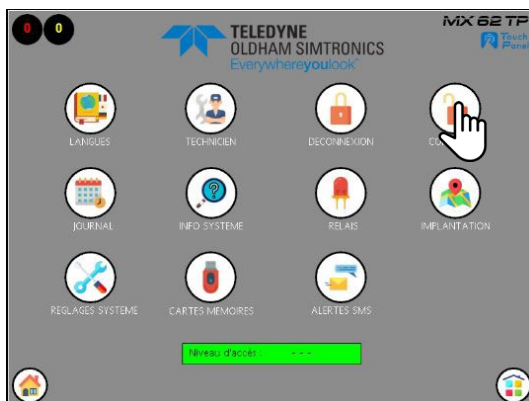 0 0
TELEDYNE
OLDHAM SIMTRONICS
Everywhereyoulook
MX 62 TP
Touch
Panel
LANGUES TECHNICIEN DECONNEXION
JOURNAL INFO SYSTEME RELAIS IMPLANTATION
REGLAGES SYSTEME CARTES MEMOIRES ALERTES SMS
Niveau d'accés : - - -